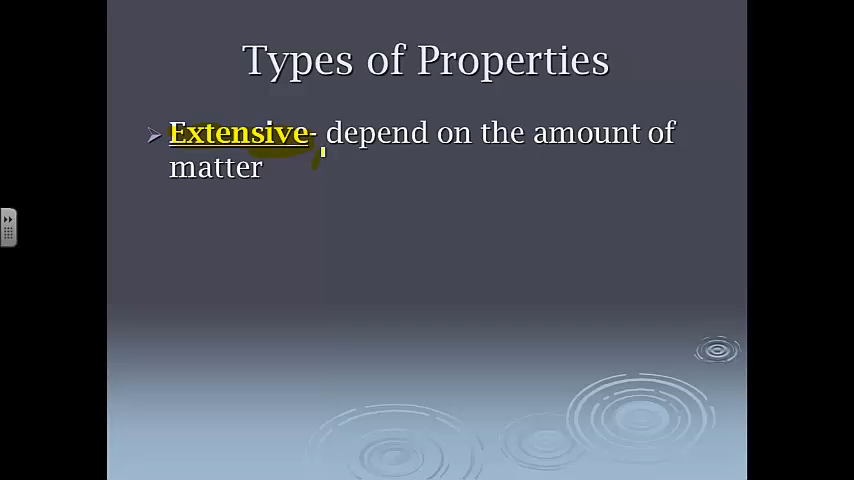 Types of Properties
Extensive- depend on the amount of
matter